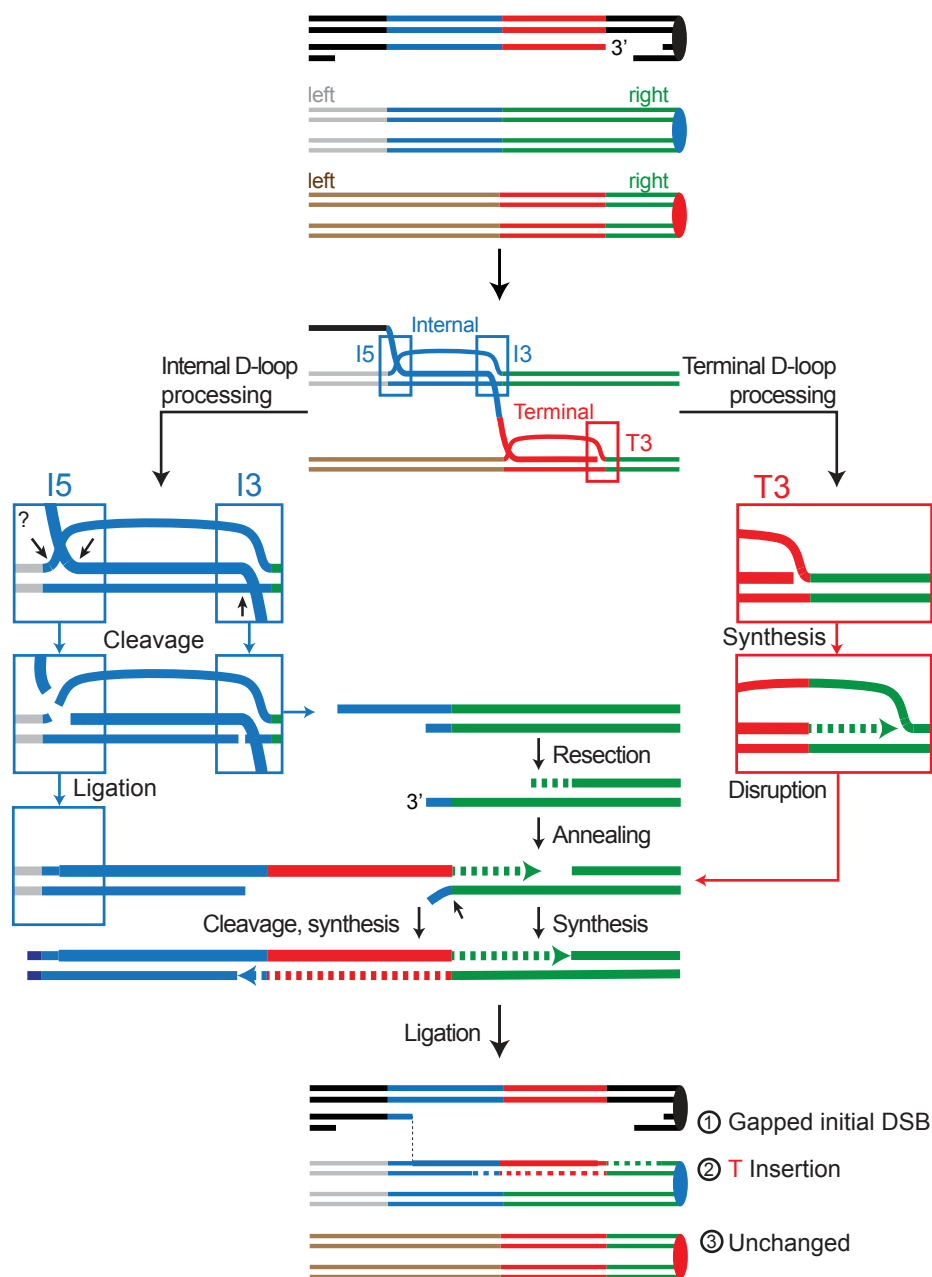 3’
left right
left right
Internal
I5 I3
Internal D-loop
processing
Terminal D-loop
processing
Terminal
T3
I5 I3
?
T3
Cleavage
Synthesis
Resection
Ligation
Disruption
3’
Annealing
Cleavage, synthesis Synthesis
Ligation
① Gapped initial DSB
② T Insertion
③ Unchanged